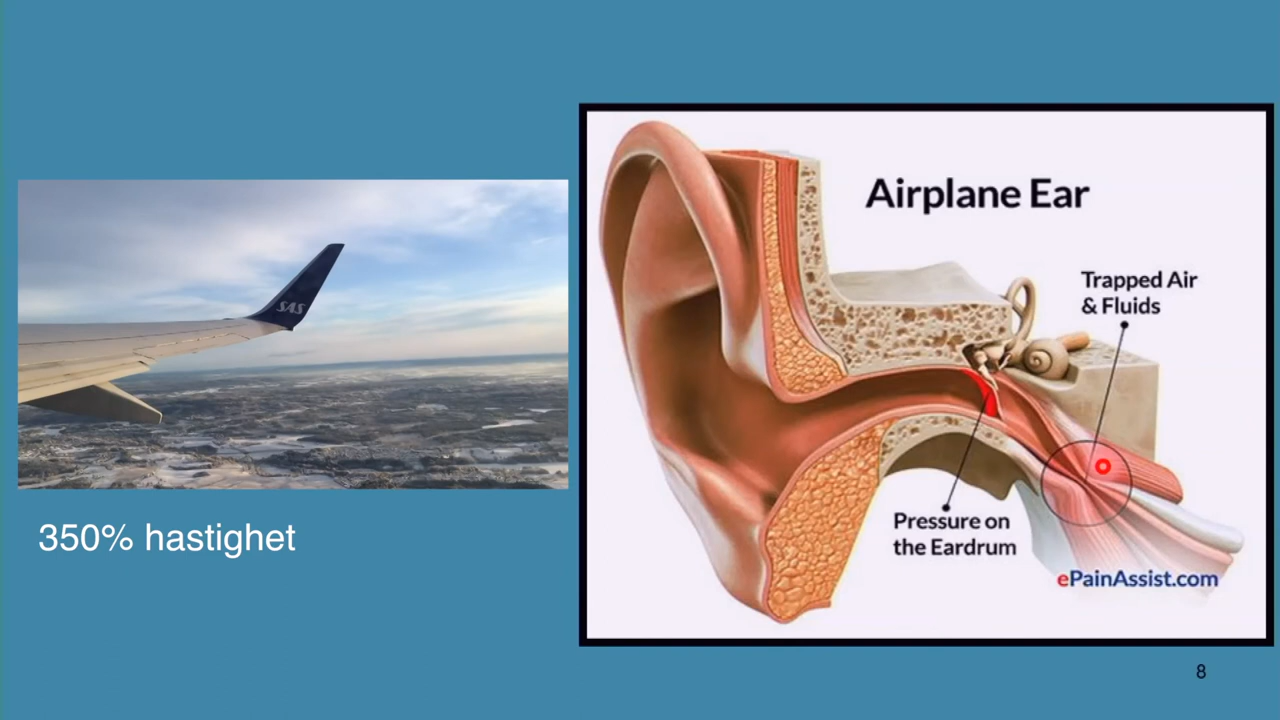 SAS
350% hastighet
Airplane Ear
Trapped Air
& Fluids
Pressure on
the Eardrum
ePainAssist.com
8